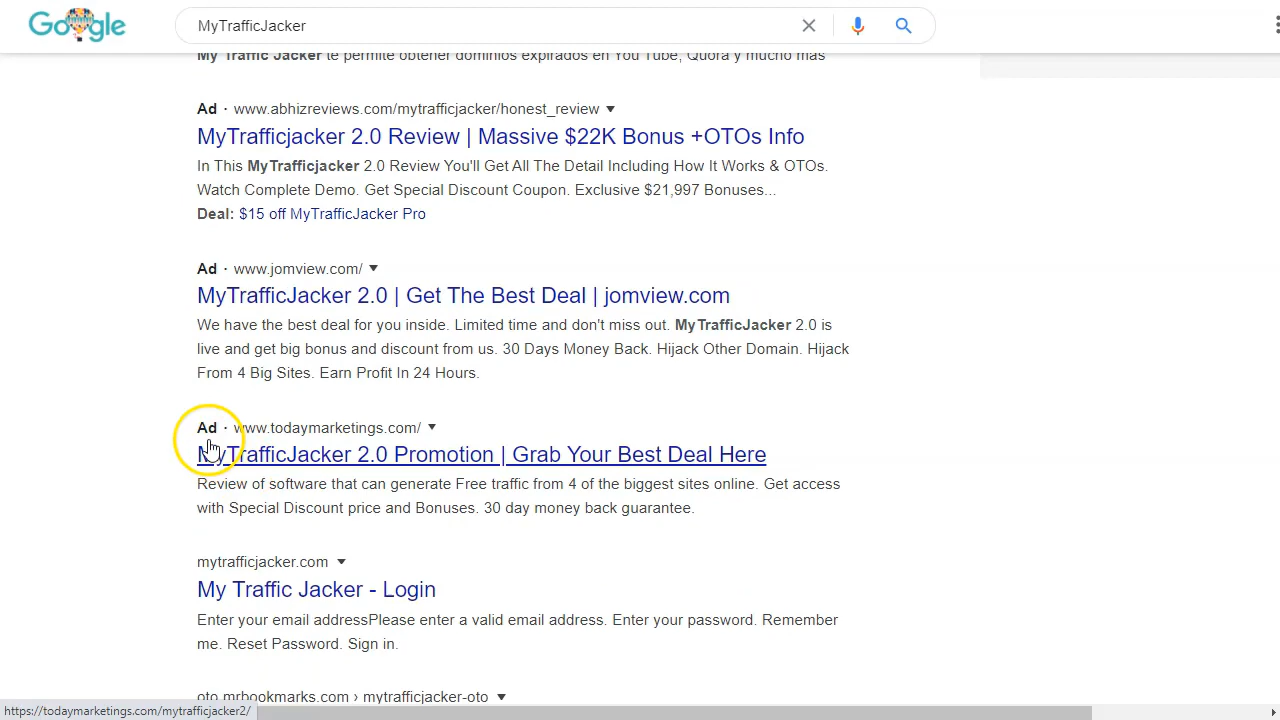 Google
MyTrafficJacker
My Traffic Jacker te permite obtener dominios expirados en You Tube, Quora y mucho más
Ad · www.abhizreviews.com/mytrafficjacker/honest_review
MyTrafficjacker 2.0 Review | Massive $22K Bonus +OTOs Info
In This MyTrafficjacker 2.0 Review You'll Get All The Detail Including How It Works & OTOs.
Watch Complete Demo. Get Special Discount Coupon. Exclusive $21,997 Bonuses...
Deal: $15 off MyTrafficJacker Pro
Ad · www.jomview.com/
MyTrafficJacker 2.0 | Get The Best Deal | jomview.com
We have the best deal for you inside. Limited time and don't miss out. MyTrafficJacker 2.0 is
live and get big bonus and discount from us. 30 Days Money Back. Hijack Other Domain. Hijack
From 4 Big Sites. Earn Profit In 24 Hours.
Ad · www.todaymarketings.com/
MyTrafficJacker 2.0 Promotion | Grab Your Best Deal Here
Review of software that can generate Free traffic from 4 of the biggest sites online. Get access
with Special Discount price and Bonuses. 30 day money back guarantee.
mytrafficjacker.com
My Traffic Jacker - Login
Enter your email addressPlease enter a valid email address. Enter your password. Remember
me. Reset Password. Sign in.
oto.mrbookmarks.com › mytrafficjacker-oto
https://todaymarketings.com/mytrafficjacker2/